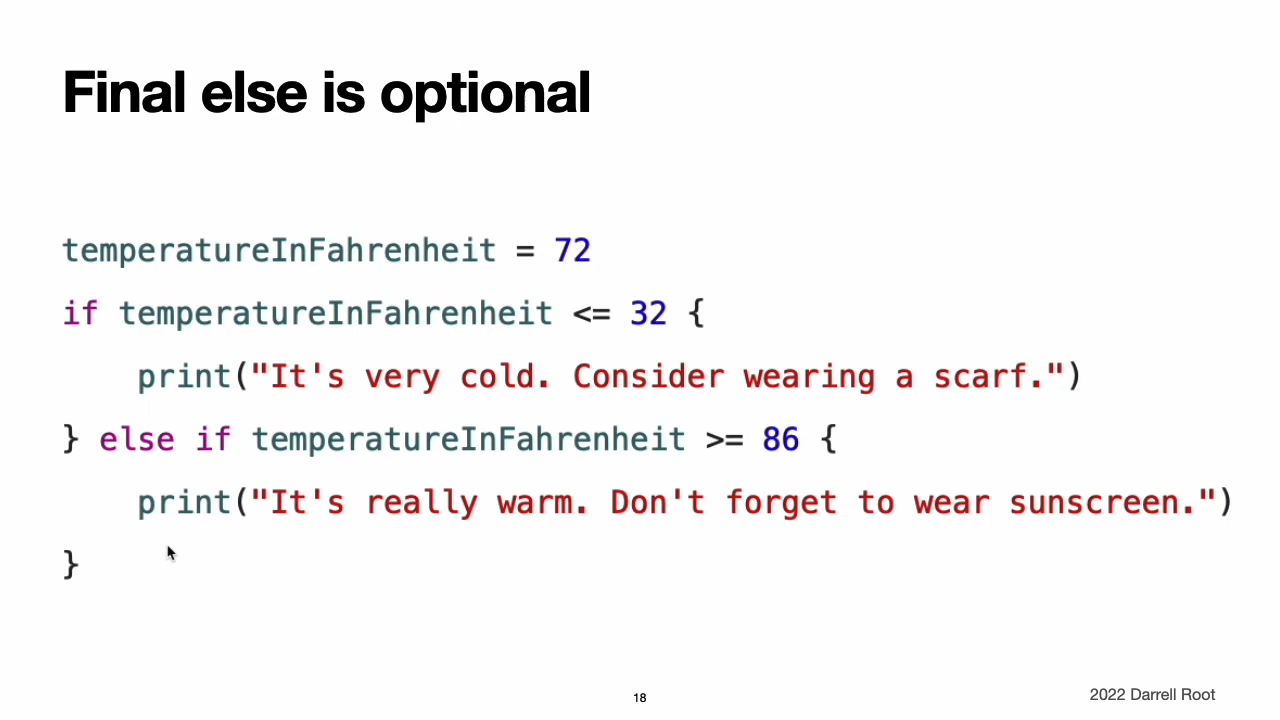 Final else is optional
temperatureInFahrenheit = 72
if temperatureInFahrenheit <= 32 {
    print("It's very cold. Consider wearing a scarf.")
} else if temperatureInFahrenheit >= 86 {
    print("It's really warm. Don't forget to wear sunscreen.")
}
18
2022 Darrell Root